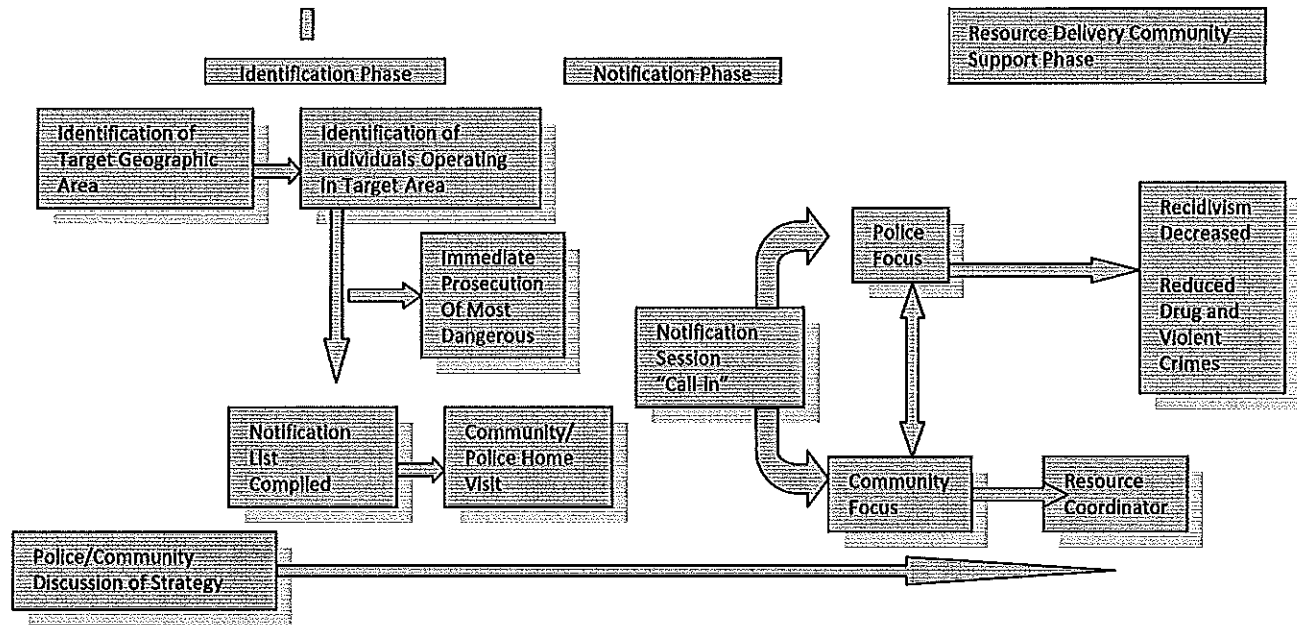 Resource Delivery Community
Support Phase
Identification Phase
Notification Phase
Identification of
Target Geographic
Area
Identification of
Individuals Operating
in Target Area
Immediate
Prosecution
Of Most
Dangerous
Notification
List
Compiled
Community/
Police Home
Visit
Notification
Session
"Call-in"
Police
Focus
Community
Focus
Recidivism
Decreased
Reduced
Drug and
Violent
Crimes
Resource
Coordinator
Police/Community
Discussion of Strategy